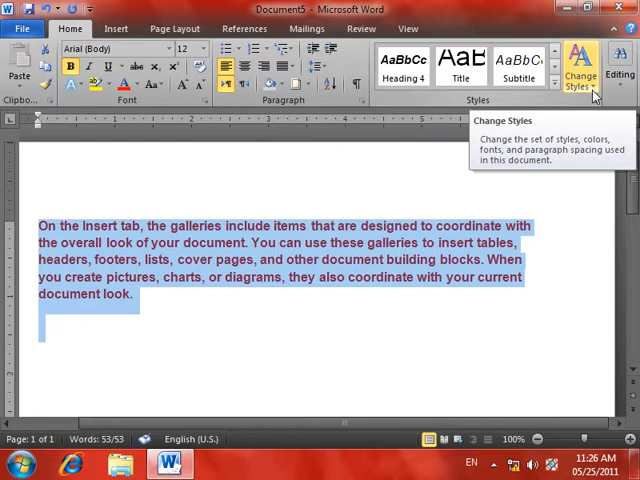 Document5 - Microsoft Word
File Home Insert Page Layout References Mailings Review View
Arial (Body) 12
Paste
B I U
AaBbCc AaB AaBbCc
Heading 4 Title Subtitle
Change
Styles
Editing
Clipbo... Font Paragraph Styles
Change Styles
Change the set of styles, colors,
fonts, and paragraph spacing used
in this document.
On the Insert tab, the galleries include items that are designed to coordinate with
the overall look of your document. You can use these galleries to insert tables,
headers, footers, lists, cover pages, and other document building blocks. When
you create pictures, charts, or diagrams, they also coordinate with your current
document look.
Page: 1 of 1 Words: 53/53 English (U.S.) 100%
EN
11:26 AM
05/25/2011